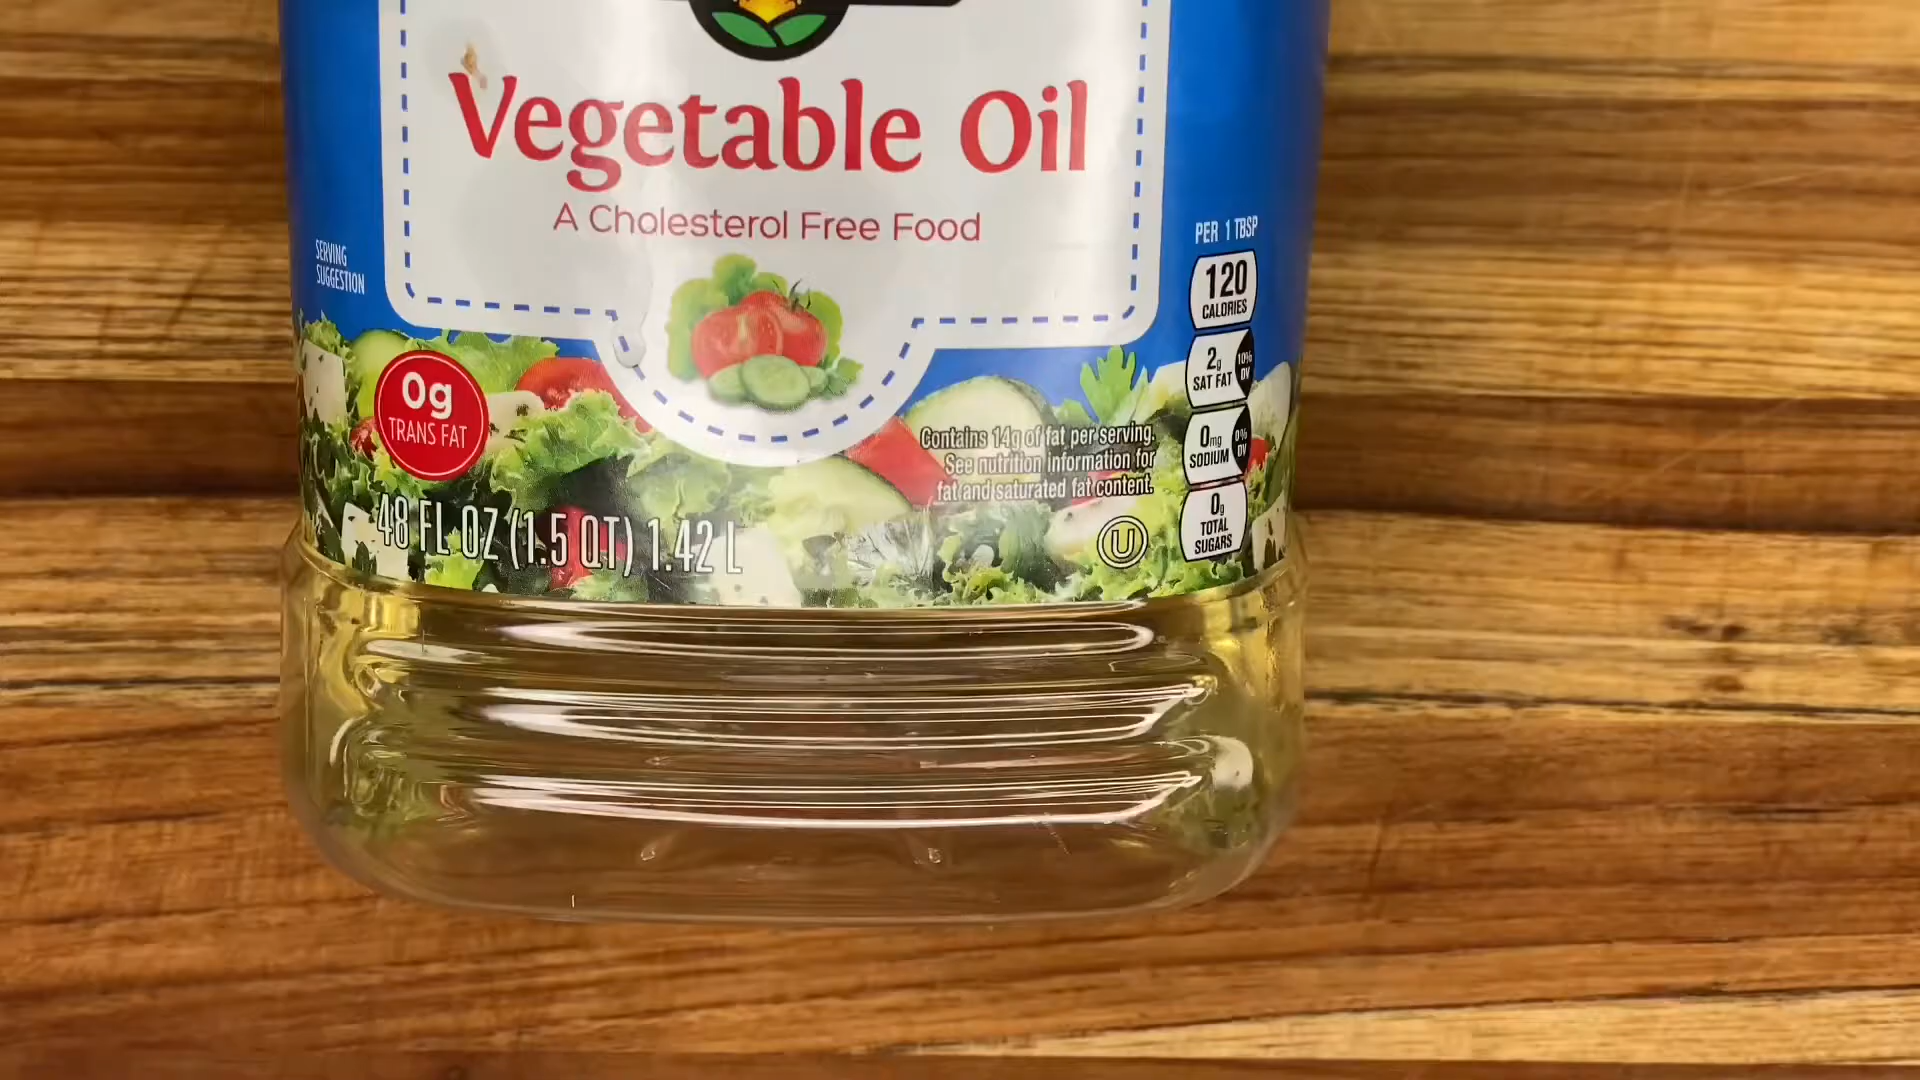 Vegetable Oil
A Cholesterol Free Food
SERVING
SUGGESTION
PER 1 TBSP
120
CALORIES
2g
SAT FAT
10%
DV
0mg
SODIUM
0%
DV
0g
TOTAL
SUGARS
0g
TRANS FAT
Contains 14g of fat per serving.
See nutrition information for
fat and saturated fat content.
48 FL OZ (1.5 QT) 1.42 L
U